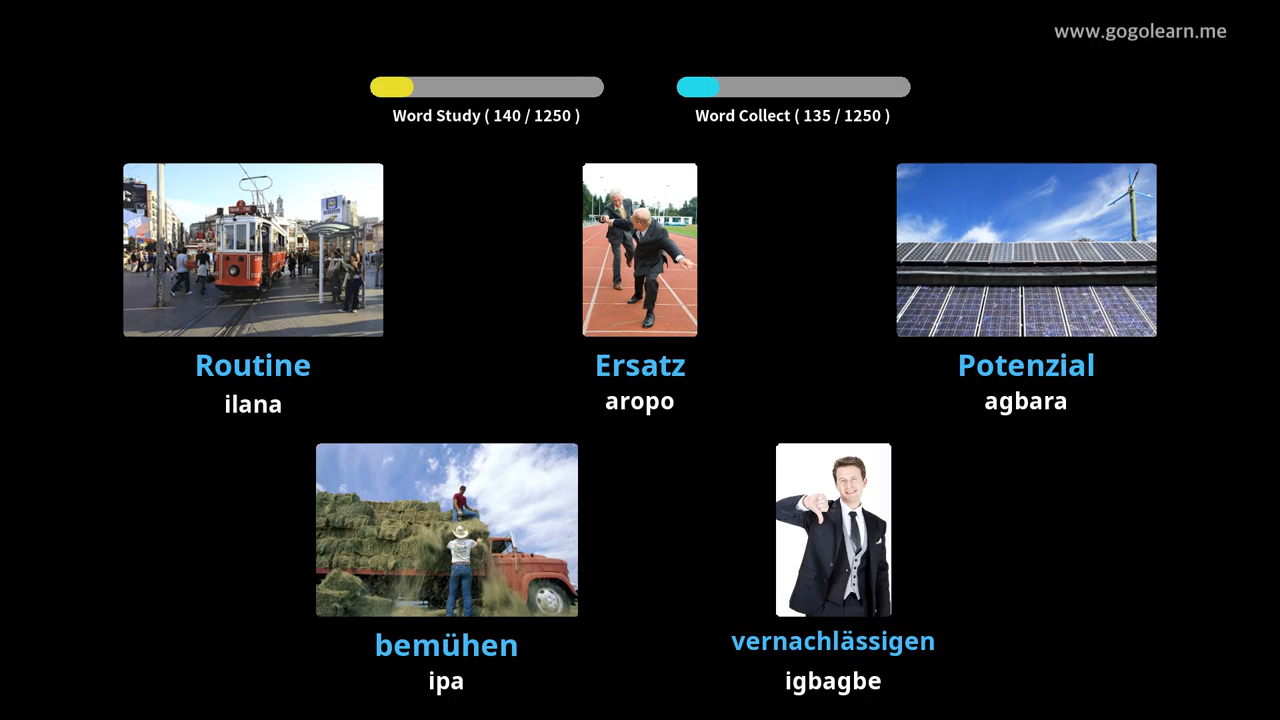 www.gogolearn.me
Word Study ( 140 / 1250 )
Word Collect ( 135 / 1250 )
Routine
ilana
Ersatz
aropo
Potenzial
agbara
bemühen
ipa
vernachlässigen
igbagbe